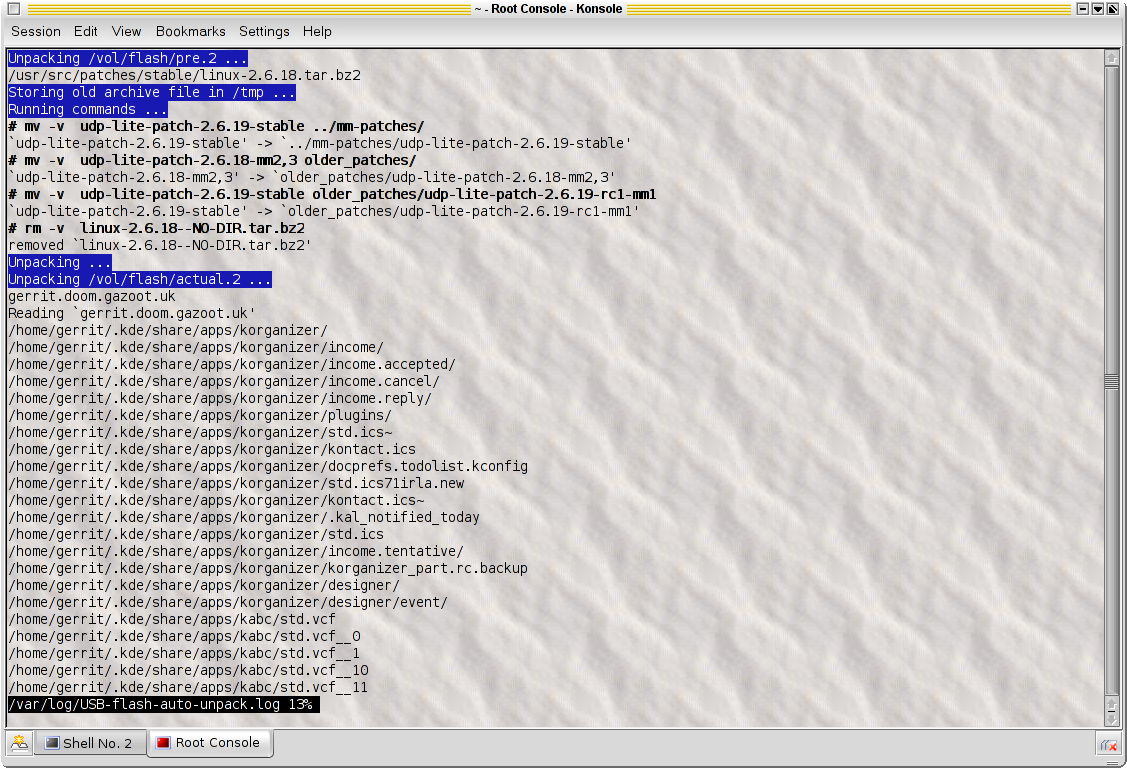 ~ - Root Console - Konsole
Session Edit View Bookmarks Settings Help
Unpacking /vol/flash/pre.2 ...
/usr/src/patches/stable/linux-2.6.18.tar.bz2
Storing old archive file in /tmp ...
Running commands ...
# mv -v  udp-lite-patch-2.6.19-stable ../mm-patches/
`udp-lite-patch-2.6.19-stable' -> `../mm-patches/udp-lite-patch-2.6.19-stable'
# mv -v  udp-lite-patch-2.6.18-mm2,3 older_patches/
`udp-lite-patch-2.6.18-mm2,3' -> `older_patches/udp-lite-patch-2.6.18-mm2,3'
# mv -v  udp-lite-patch-2.6.19-stable older_patches/udp-lite-patch-2.6.19-rc1-mm1
`udp-lite-patch-2.6.19-stable' -> `older_patches/udp-lite-patch-2.6.19-rc1-mm1'
# rm -v  linux-2.6.18--NO-DIR.tar.bz2
removed `linux-2.6.18--NO-DIR.tar.bz2'
Unpacking ...
Unpacking /vol/flash/actual.2 ...
gerrit.doom.gazoot.uk
Reading `gerrit.doom.gazoot.uk'
/home/gerrit/.kde/share/apps/korganizer/
/home/gerrit/.kde/share/apps/korganizer/income/
/home/gerrit/.kde/share/apps/korganizer/income.accepted/
/home/gerrit/.kde/share/apps/korganizer/income.cancel/
/home/gerrit/.kde/share/apps/korganizer/income.reply/
/home/gerrit/.kde/share/apps/korganizer/plugins/
/home/gerrit/.kde/share/apps/korganizer/std.ics~
/home/gerrit/.kde/share/apps/korganizer/kontact.ics
/home/gerrit/.kde/share/apps/korganizer/docprefs.todolist.kconfig
/home/gerrit/.kde/share/apps/korganizer/std.ics71irla.new
/home/gerrit/.kde/share/apps/korganizer/kontact.ics~
/home/gerrit/.kde/share/apps/korganizer/.kal_notified_today
/home/gerrit/.kde/share/apps/korganizer/std.ics
/home/gerrit/.kde/share/apps/korganizer/income.tentative/
/home/gerrit/.kde/share/apps/korganizer/korganizer_part.rc.backup
/home/gerrit/.kde/share/apps/korganizer/designer/
/home/gerrit/.kde/share/apps/korganizer/designer/event/
/home/gerrit/.kde/share/apps/kabc/std.vcf
/home/gerrit/.kde/share/apps/kabc/std.vcf__0
/home/gerrit/.kde/share/apps/kabc/std.vcf__1
/home/gerrit/.kde/share/apps/kabc/std.vcf__10
/home/gerrit/.kde/share/apps/kabc/std.vcf__11
/var/log/USB-flash-auto-unpack.log 13%
Shell No. 2 Root Console